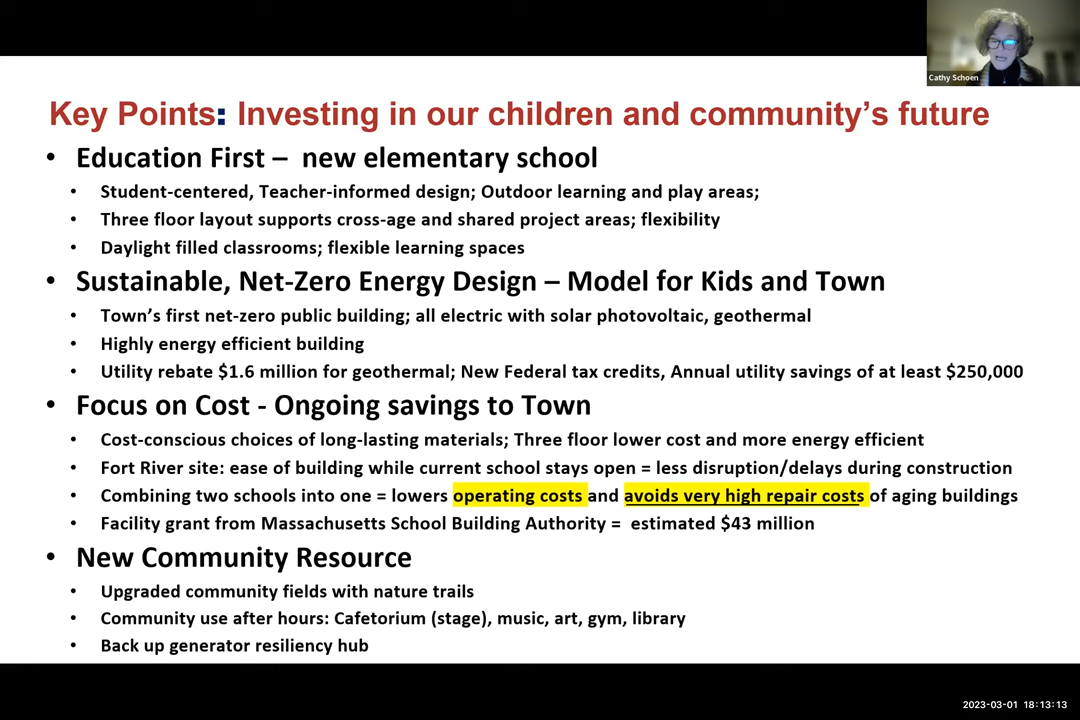 Cathy Schoen
Key Points: Investing in our children and community's future
• Education First – new elementary school
• Student-centered, Teacher-informed design; Outdoor learning and play areas;
• Three floor layout supports cross-age and shared project areas; flexibility
• Daylight filled classrooms; flexible learning spaces
• Sustainable, Net-Zero Energy Design – Model for Kids and Town
• Town's first net-zero public building; all electric with solar photovoltaic, geothermal
• Highly energy efficient building
• Utility rebate $1.6 million for geothermal; New Federal tax credits, Annual utility savings of at least $250,000
• Focus on Cost - Ongoing savings to Town
• Cost-conscious choices of long-lasting materials; Three floor lower cost and more energy efficient
• Fort River site: ease of building while current school stays open = less disruption/delays during construction
• Combining two schools into one = lowers operating costs and avoids very high repair costs of aging buildings
• Facility grant from Massachusetts School Building Authority = estimated $43 million
• New Community Resource
• Upgraded community fields with nature trails
• Community use after hours: Cafetorium (stage), music, art, gym, library
• Back up generator resiliency hub
2023-03-01 18:13:13